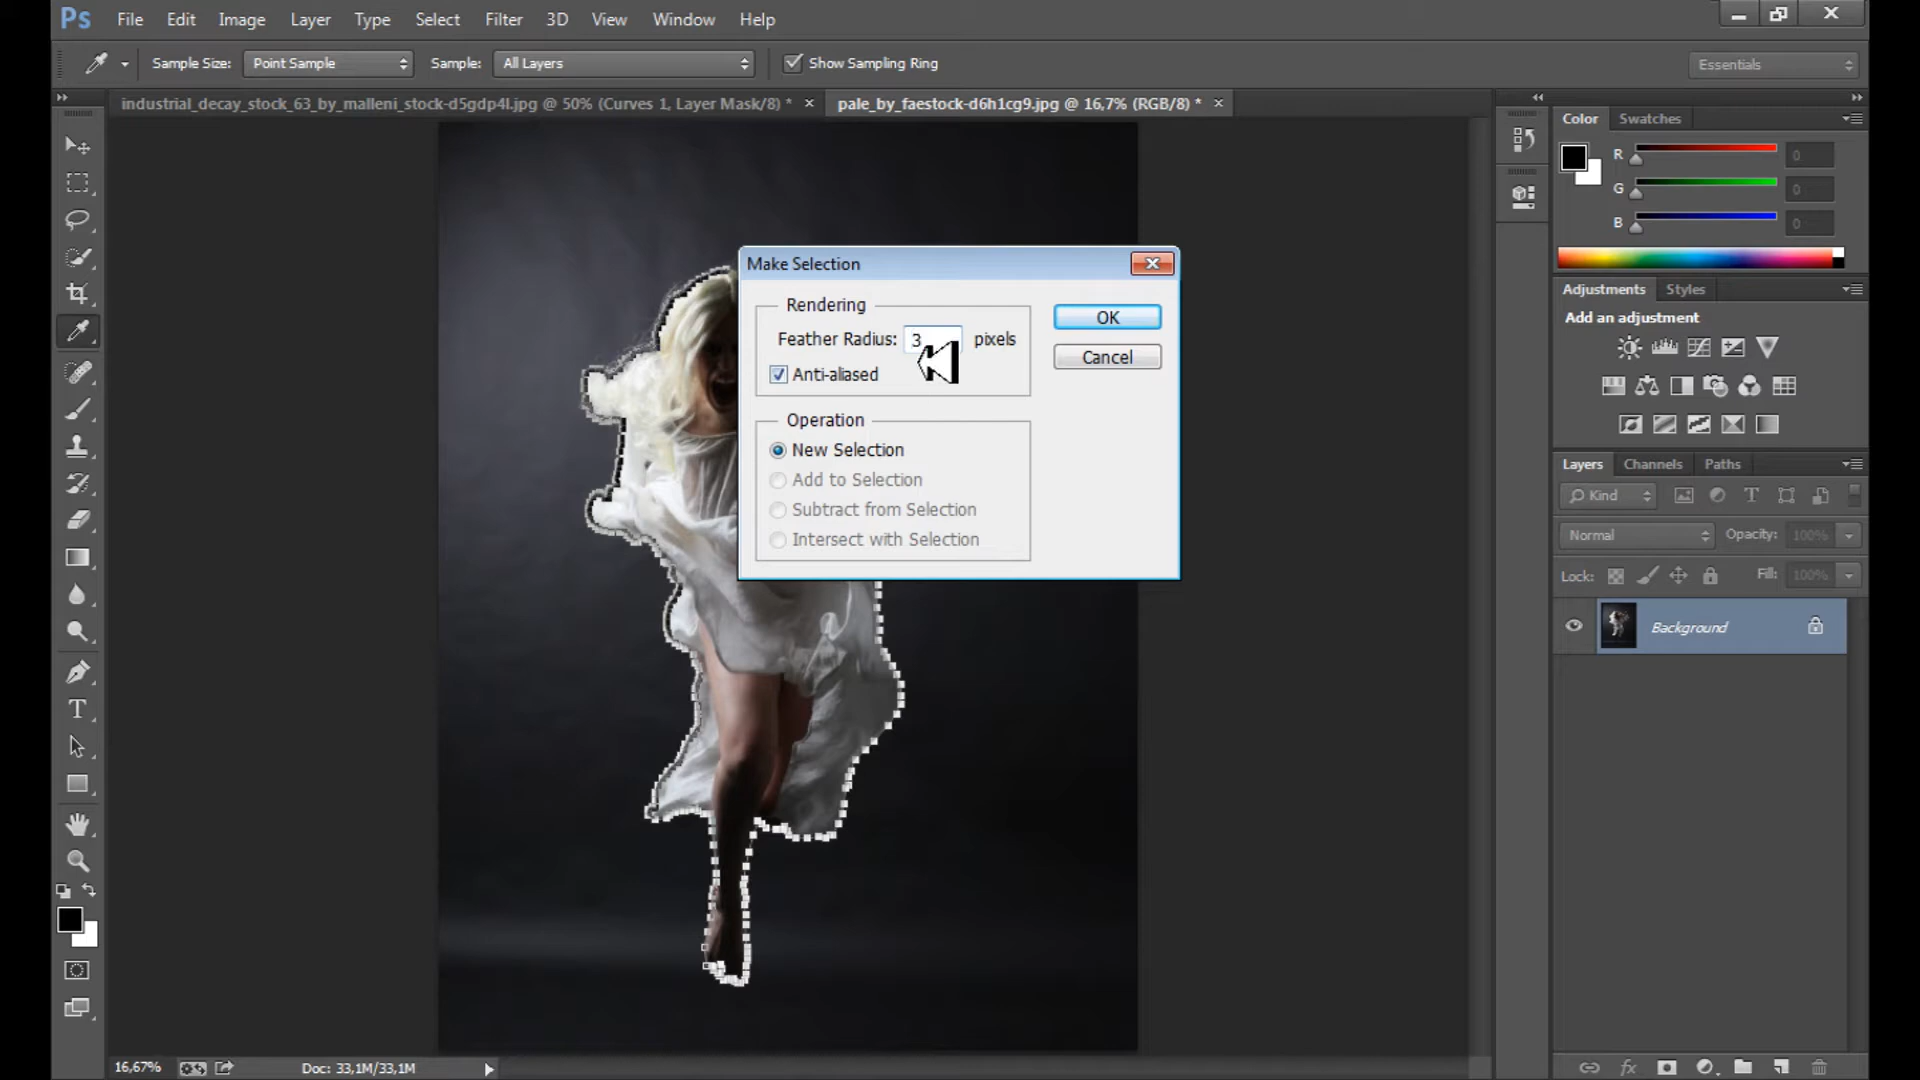 Ps File Edit Image Layer Type Select Filter 3D View Window Help
Sample Size: Point Sample Sample: All Layers Show Sampling Ring Essentials
industrial_decay_stock_63_by_malleni_stock-d5gdp4l.jpg @ 50% (Curves 1, Layer Mask/8) * × pale_by_faestock-d6h1cg9.jpg @ 16,7% (RGB/8) * ×
Color Swatches
R 0
G 0
B 0
Make Selection
Rendering
Feather Radius: 3 pixels
Anti-aliased
OK
Cancel
Operation
New Selection
Add to Selection
Subtract from Selection
Intersect with Selection
Adjustments Styles
Add an adjustment
Layers Channels Paths
Kind
Normal Opacity: 100%
Lock: Fill: 100%
Background
T
fx
16,67% Doc: 33,1M/33,1M